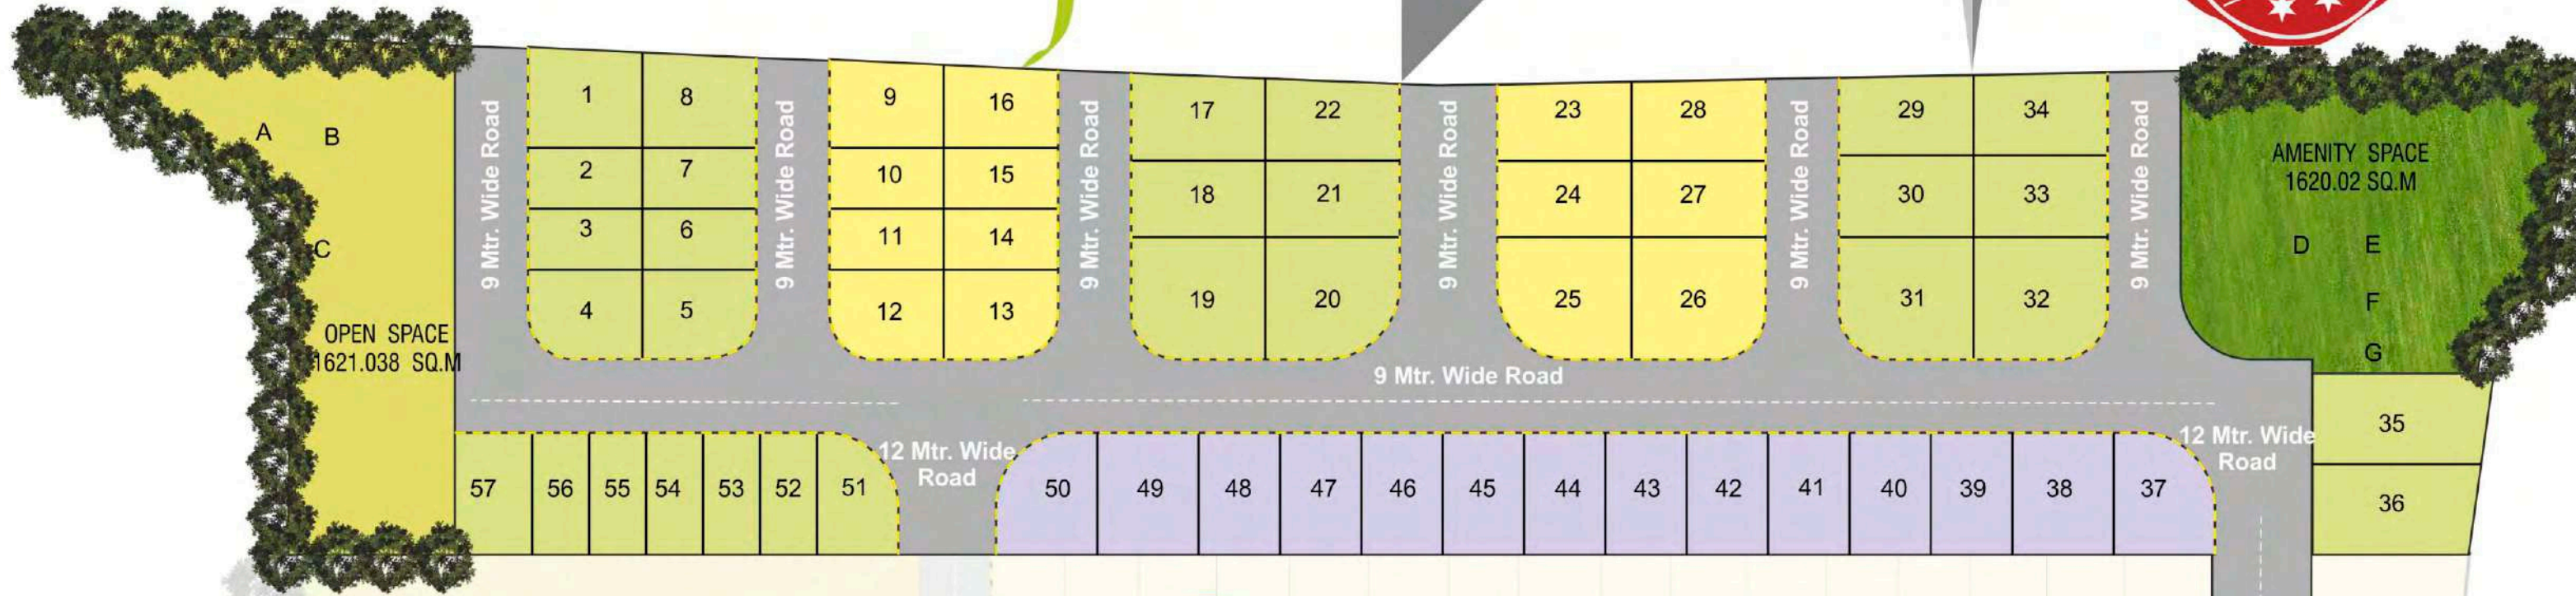 A B
C
OPEN SPACE
1621.038 SQ.M
9 Mtr. Wide Road
1 8
2 7
3 6
4 5
9 Mtr. Wide Road
9 16
10 15
11 14
12 13
9 Mtr. Wide Road
17 22
18 21
19 20
9 Mtr. Wide Road
23 28
24 27
25 26
9 Mtr. Wide Road
29 34
30 33
31 32
9 Mtr. Wide Road
AMENITY SPACE
1620.02 SQ.M
D E
F
G
9 Mtr. Wide Road
35
36
57 56 55 54 53 52 51
12 Mtr. Wide
Road
50 49 48 47 46 45 44 43 42 41 40 39 38 37
12 Mtr. Wide
Road